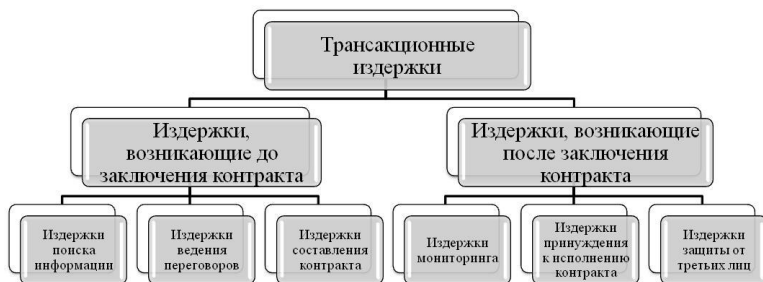 Трансакционные
издержки
Издержки,
возникающие до
заключения контракта
Издержки, возникающие
после заключения
контракта
Издержки
поиска
информации
Издержки
ведения
переговоров
Издержки
составления
контракта
Издержки
мониторинга
Издержки
принуждения
к исполнению
контракта
Издержки
защиты от
третьих лиц